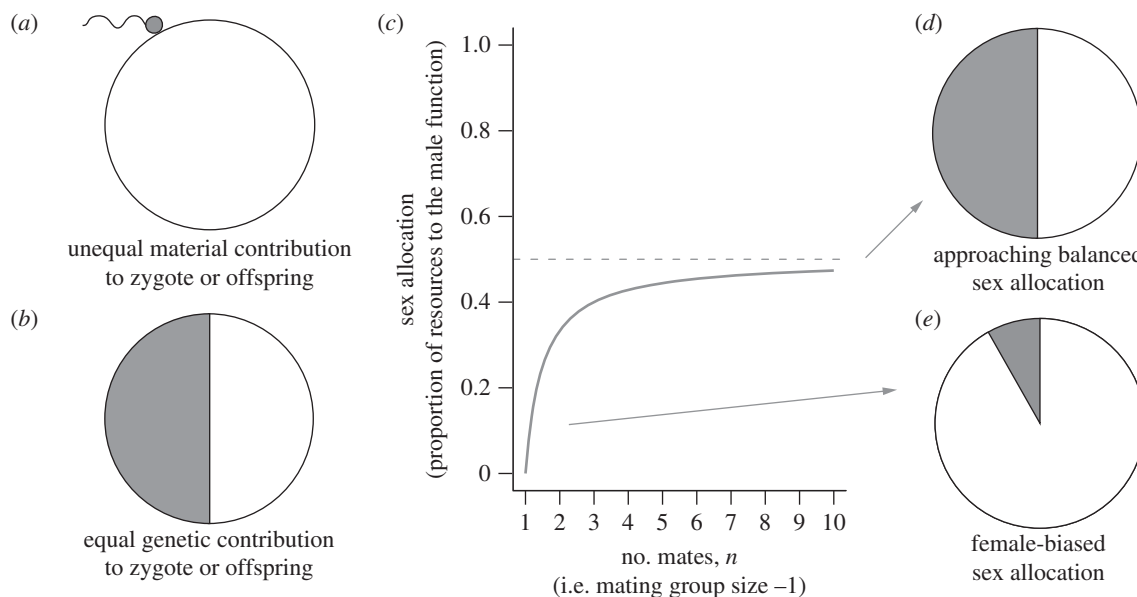 (a)
unequal material contribution
to zygote or offspring
(b)
equal genetic contribution
to zygote or offspring
(c)
sex allocation
(proportion of resources to the male function)
1.0
0.8
0.6
0.4
0.2
0
1 2 3 4 5 6 7 8 9 10
no. mates, n
(i.e. mating group size –1)
(d)
approaching balanced
sex allocation
(e)
female-biased
sex allocation